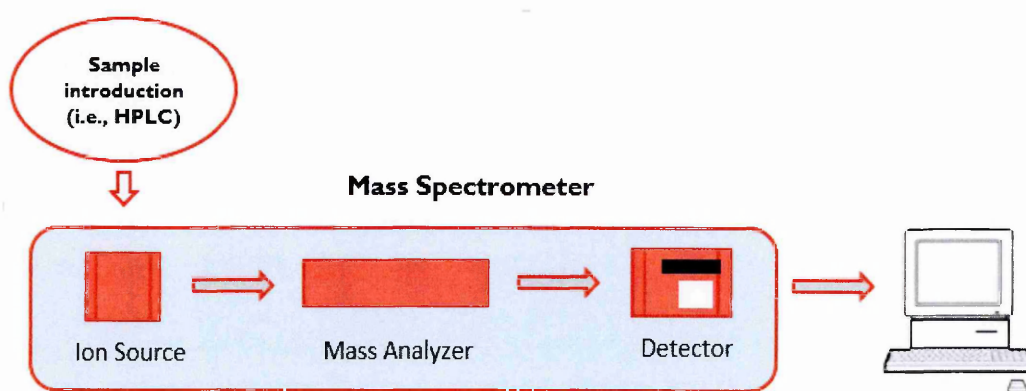 Sample
introduction
(i.e., HPLC)
Mass Spectrometer
Ion Source
Mass Analyzer
Detector